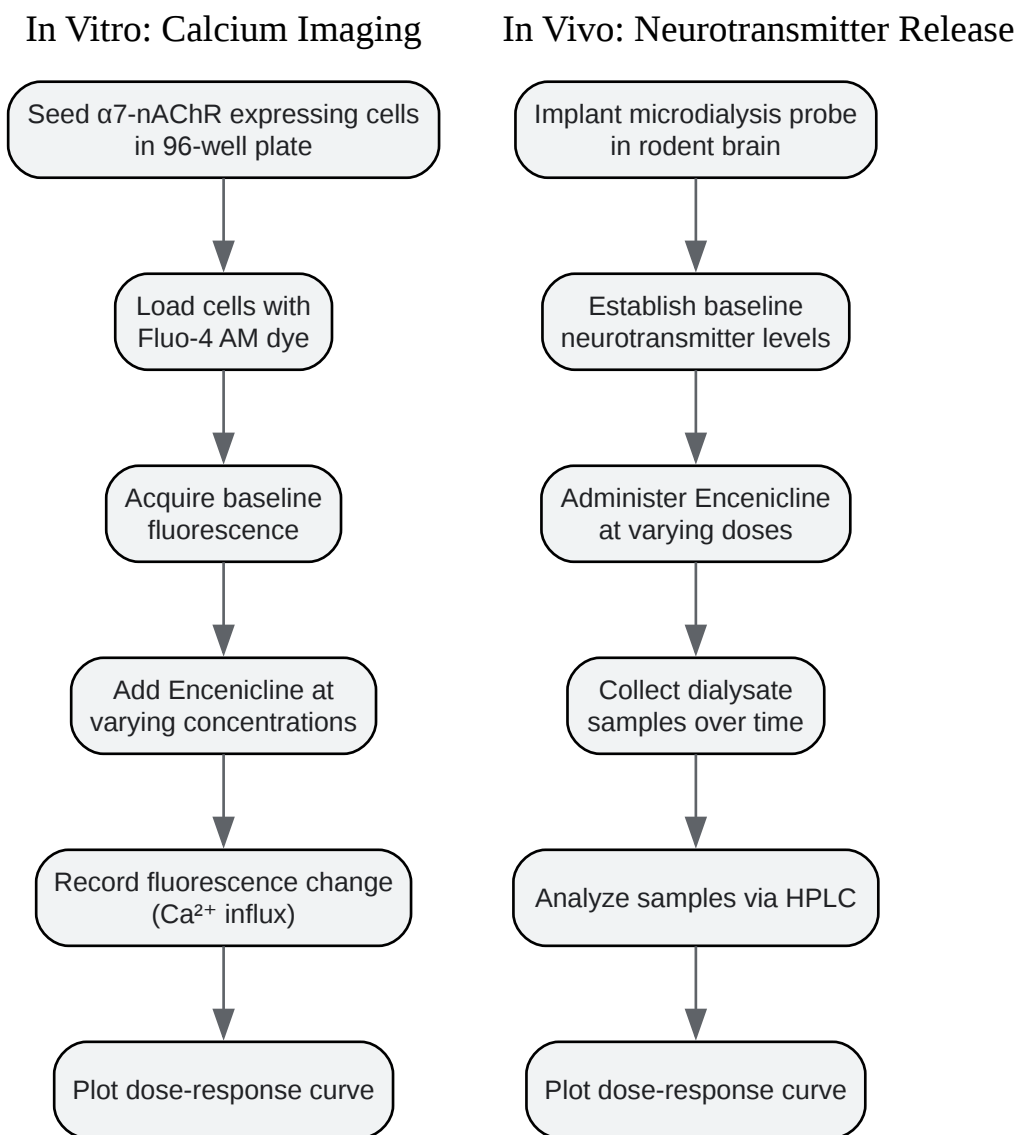 In Vitro: Calcium Imaging
Seed α7-nAChR expressing cells
in 96-well plate
Load cells with
Fluo-4 AM dye
Acquire baseline
fluorescence
Add Encenicline at
varying concentrations
Record fluorescence change
(Ca²⁺ influx)
Plot dose-response curve
In Vivo: Neurotransmitter Release
Implant microdialysis probe
in rodent brain
Establish baseline
neurotransmitter levels
Administer Encenicline
at varying doses
Collect dialysate
samples over time
Analyze samples via HPLC
Plot dose-response curve